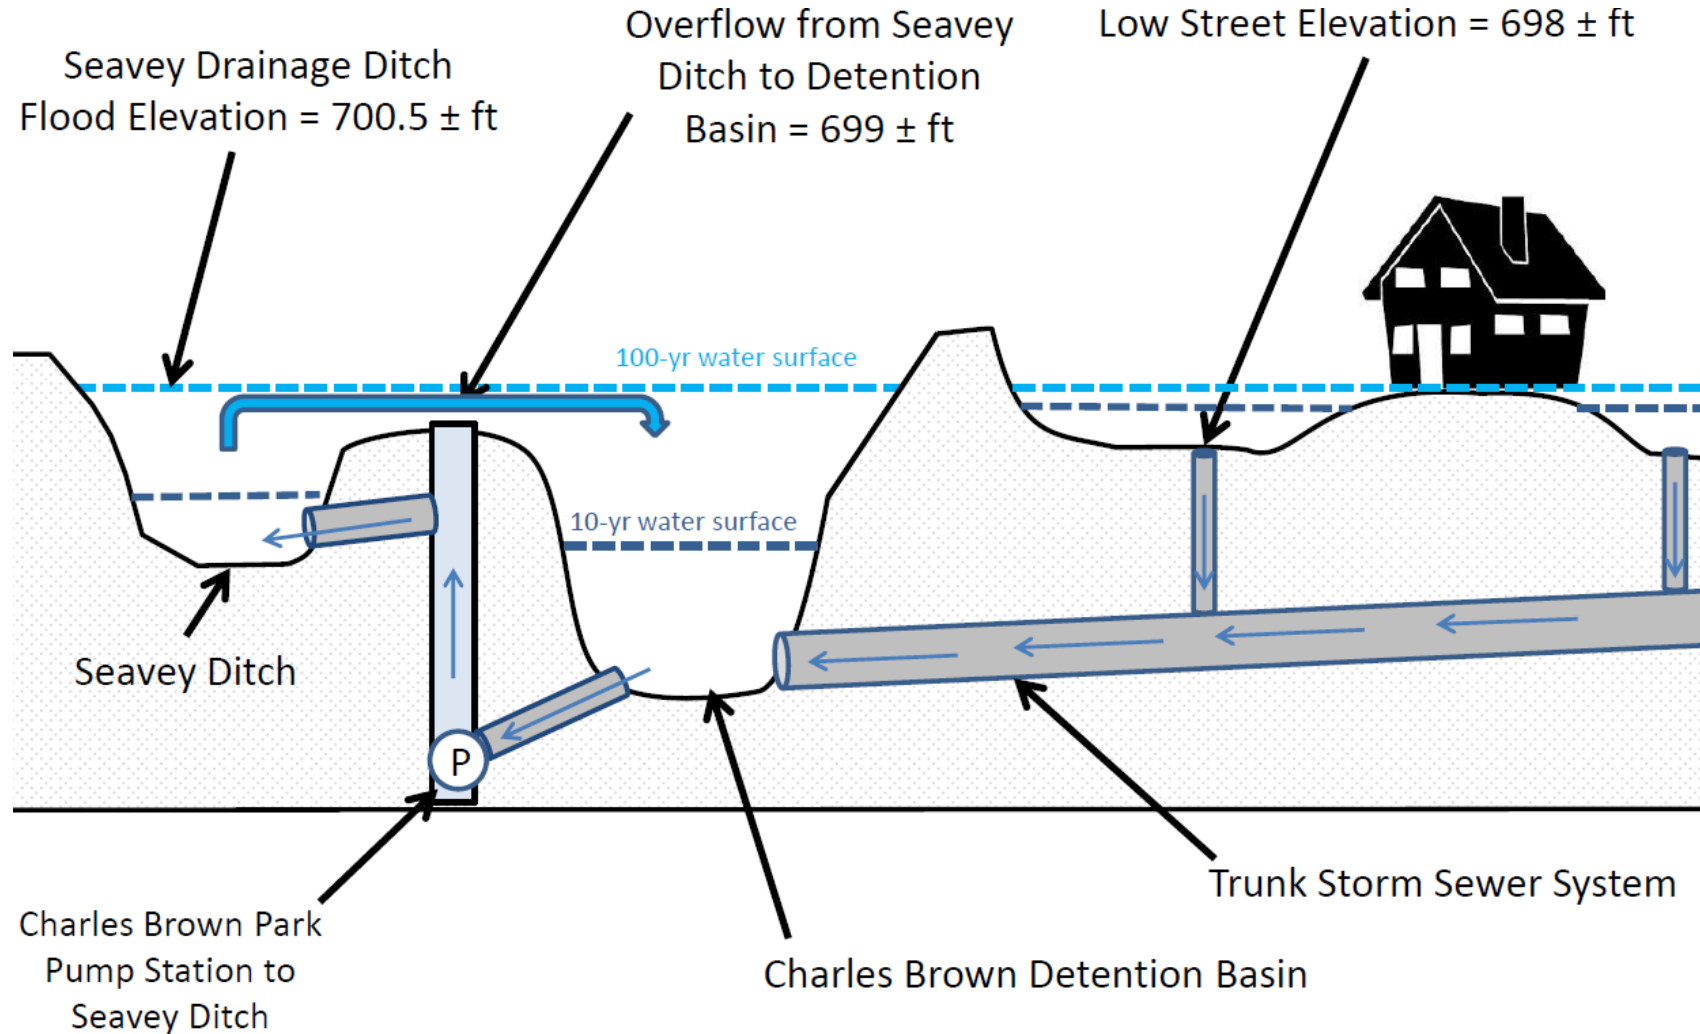 Overflow from Seavey
Ditch to Detention
Basin = 699 ± ft
Low Street Elevation = 698 ± ft
Seavey Drainage Ditch
Flood Elevation = 700.5 ± ft
100-yr water surface
10-yr water surface
Seavey Ditch
P
Trunk Storm Sewer System
Charles Brown Park
Pump Station to
Seavey Ditch
Charles Brown Detention Basin